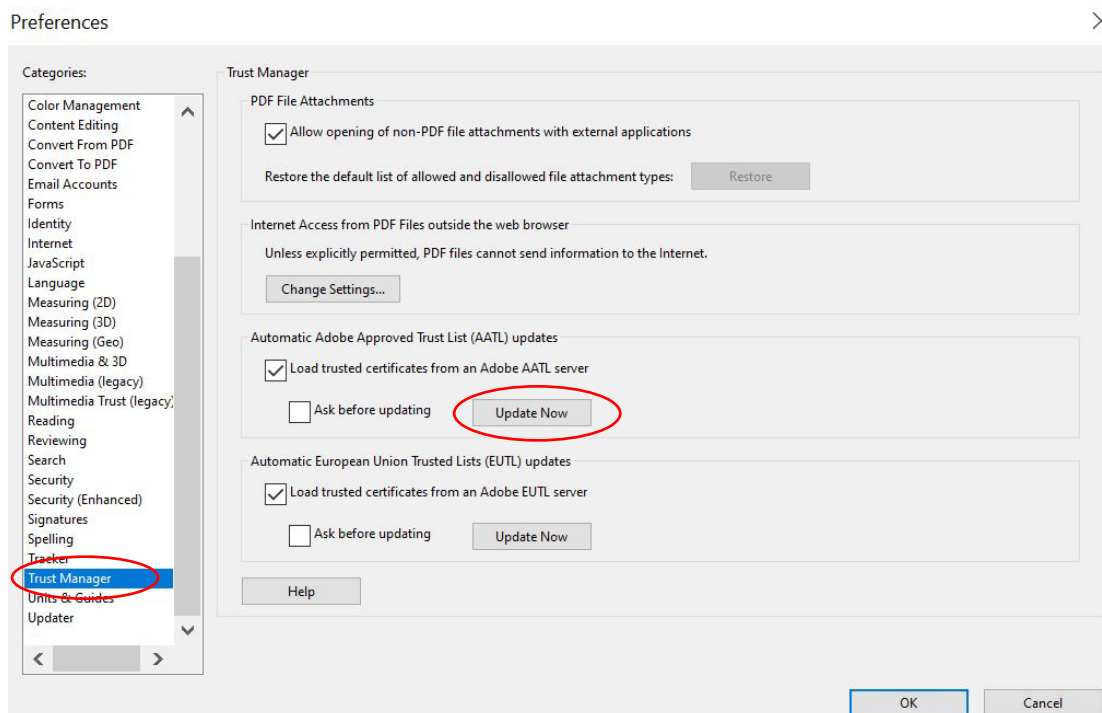 Preferences
Categories:
Color Management
Content Editing
Convert From PDF
Convert To PDF
Email Accounts
Forms
Identity
Internet
JavaScript
Language
Measuring (2D)
Measuring (3D)
Measuring (Geo)
Multimedia & 3D
Multimedia (legacy)
Multimedia Trust (legacy)
Reading
Reviewing
Search
Security
Security (Enhanced)
Signatures
Spelling
Tracker
Trust Manager
Units & Guides
Updater
Trust Manager
PDF File Attachments
Allow opening of non-PDF file attachments with external applications
Restore the default list of allowed and disallowed file attachment types:
Restore
Internet Access from PDF Files outside the web browser
Unless explicitly permitted, PDF files cannot send information to the Internet.
Change Settings...
Automatic Adobe Approved Trust List (AATL) updates
Load trusted certificates from an Adobe AATL server
Ask before updating
Update Now
Automatic European Union Trusted Lists (EUTL) updates
Load trusted certificates from an Adobe EUTL server
Ask before updating
Update Now
Help
OK
Cancel